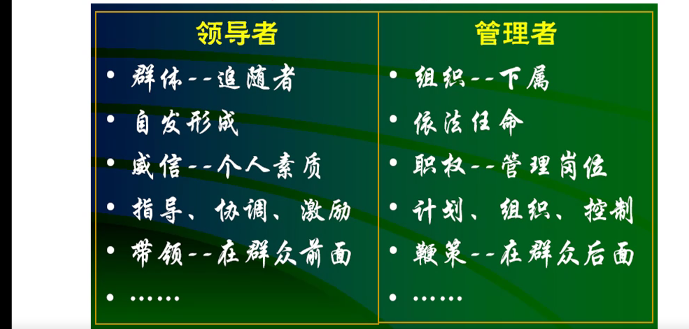 领导者
• 群体--追随者
• 自发形成
• 威信--个人素质
• 指导、协调、激励
• 带领--在群众前面
• ……
管理者
• 组织--下属
• 依法任命
• 职权--管理岗位
• 计划、组织、控制
• 鞭策--在群众后面
• ……